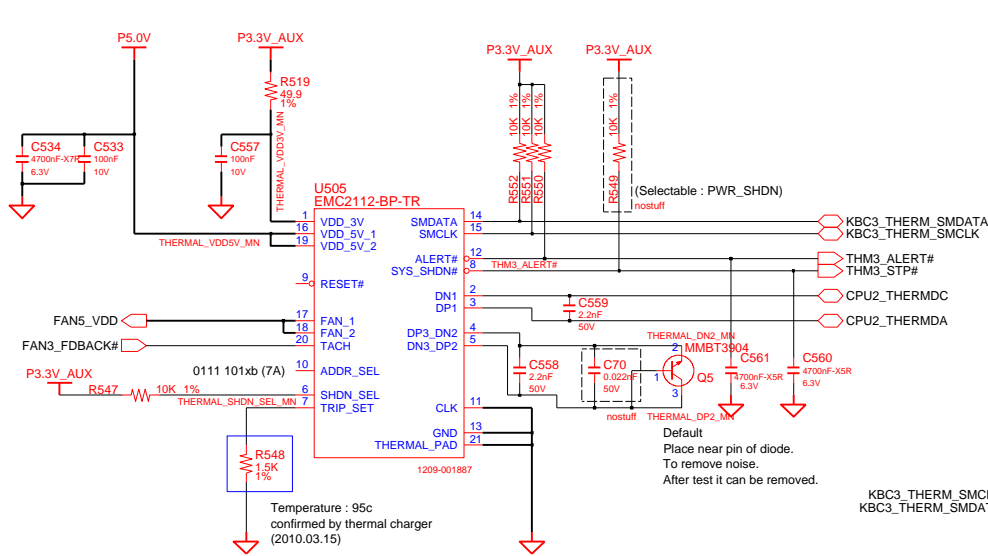 P5.0V
P3.3V_AUX
P3.3V_AUX
P3.3V_AUX
R519
49.9
1%
THERMAL_VDD3V_MN
10K 1%
10K 1%
10K 1%
10K 1%
R552
R551
R550
R549
C534
4700nF-X7R
6.3V
C533
100nF
10V
C557
100nF
10V
(Selectable : PWR_SHDN)
nostuff
U505
EMC2112-BP-TR
1
VDD_3V
16
VDD_5V_1
19
VDD_5V_2
THERMAL_VDD5V_MN
9
RESET#
17
FAN_1
18
FAN_2
20
TACH
10
ADDR_SEL
6
SHDN_SEL
7
TRIP_SET
SMDATA
14
SMCLK
15
ALERT#
12
SYS_SHDN#
8
THM3_ALERT#
DN1
2
DP1
3
DP3_DN2
4
DN3_DP2
5
CLK
11
GND
13
THERMAL_PAD
21
1209-001887
KBC3_THERM_SMDATA
KBC3_THERM_SMCLK
THM3_ALERT#
THM3_STP#
CPU2_THERMDC
CPU2_THERMDA
FAN5_VDD
FAN3_FDBACK#
0111 101xb (7A)
P3.3V_AUX
R547
10K 1%
THERMAL_SHDN_SEL_MN
R548
1.5K
1%
Temperature : 95c
confirmed by thermal charger
(2010.03.15)
C559
2.2nF
50V
C558
2.2nF
50V
C70
0.022nF
50V
nostuff
THERMAL_DN2_MN
2
MMBT3904
1
Q5
3
THERMAL_DP2_MN
C561
4700nF-X5R
6.3V
C560
4700nF-X5R
6.3V
Default
Place near pin of diode.
To remove noise.
After test it can be removed.
KBC3_THERM_SMC
KBC3_THERM_SMDAT